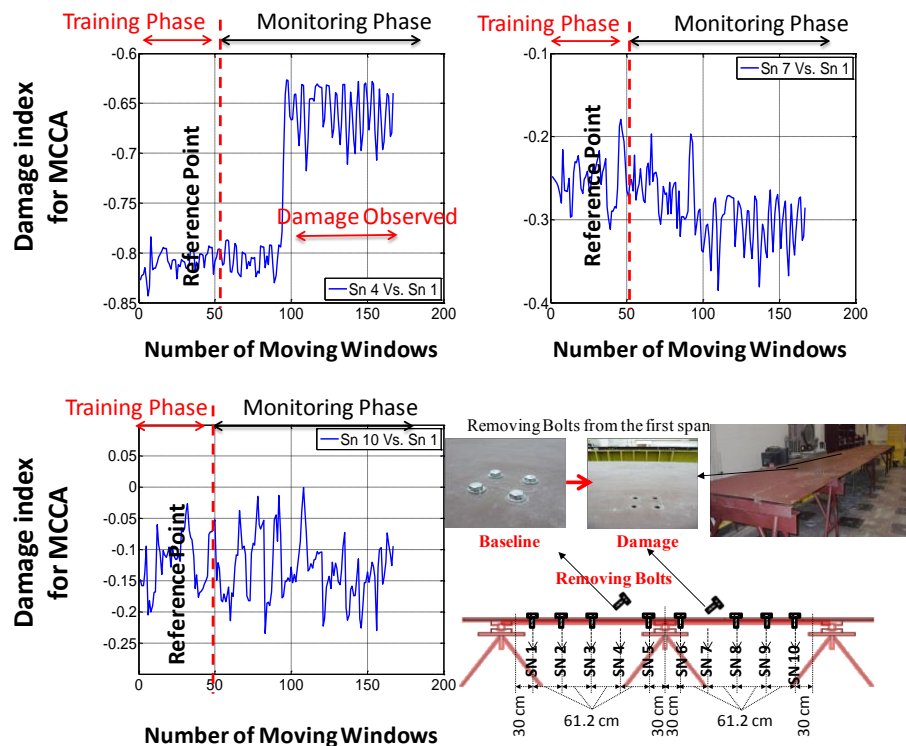 Training Phase
Monitoring Phase
Damage index
for MCCA
-0.6
-0.65
-0.7
-0.8
-0.85
Reference Point
Damage Observed
Sn 4 Vs. Sn 1
0
50
100
150
200
Number of Moving Windows
Training Phase
Monitoring Phase
-0.1
-0.2
-0.3
-0.4
Reference Point
Sn 7 Vs. Sn 1
0
50
100
150
200
Number of Moving Windows
Training Phase
Monitoring Phase
Damage index
for MCCA
0
-0.05
-0.1
-0.15
-0.2
-0.25
Reference Point
Sn 10 Vs. Sn 1
0
50
100
150
200
Number of Moving Windows
Removing Bolts from the first span
Baseline
Damage
Removing Bolts
SN 1
SN 2
SN 3
SN 4
SN 5
SN 6
SN 7
SN 8
SN 9
SN 10
30 cm
61.2 cm
30 cm
30 cm
61.2 cm
30 cm